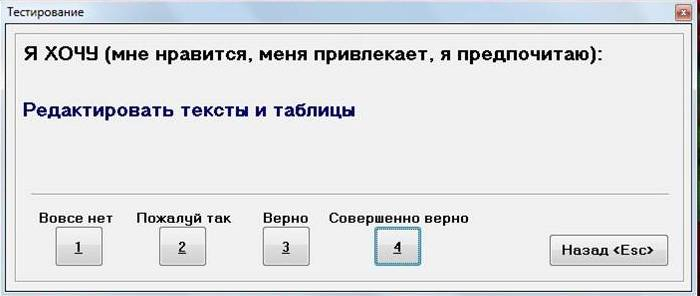 Тестирование
Я ХОЧУ (мне нравится, меня привлекает, я предпочитаю):
Редактировать тексты и таблицы
Вовсе нет Пожалуй так Верно Совершенно верно
1 2 3 4 Назад <Esc>